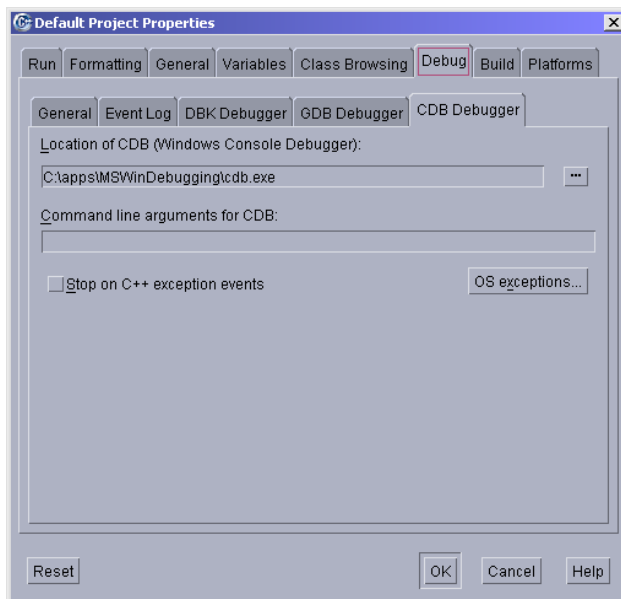 Default Project Properties
Run Formatting General Variables Class Browsing Debug Build Platforms
General Event Log DBK Debugger GDB Debugger CDB Debugger
Location of CDB (Windows Console Debugger):
C:\apps\MSWinDebugging\cdb.exe ...
Command line arguments for CDB:
Stop on C++ exception events OS exceptions...
Reset OK Cancel Help